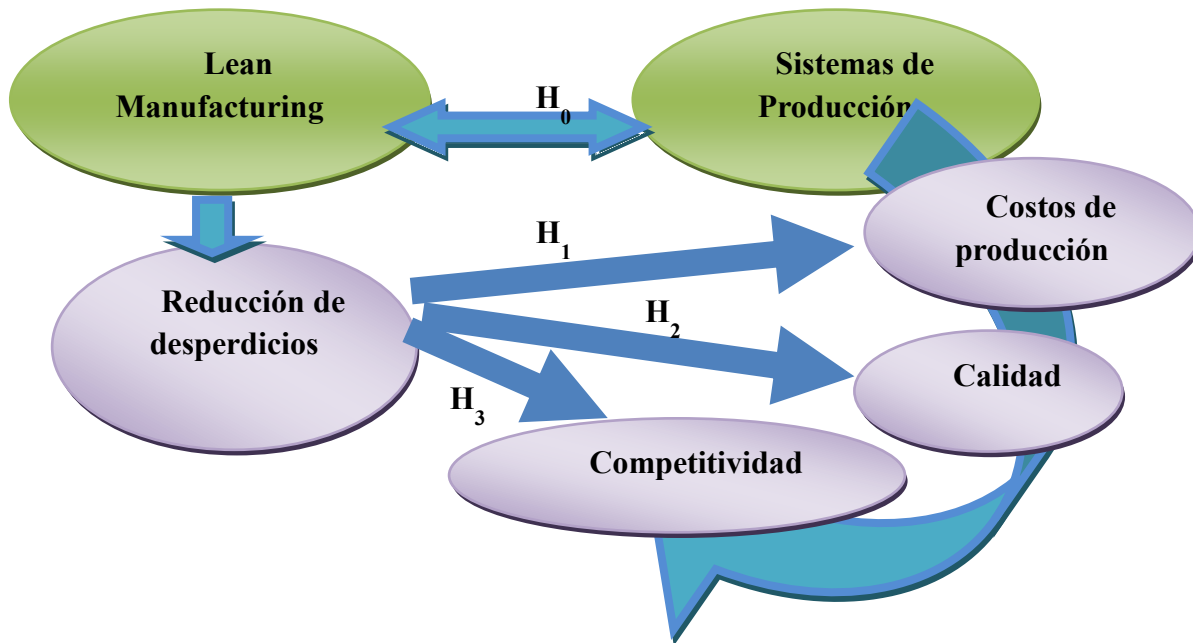 Lean
Manufacturing
H₀
Sistemas de
Producción
Costos de
producción
H₁
Reducción de
desperdicios
H₂
Calidad
H₃
Competitividad